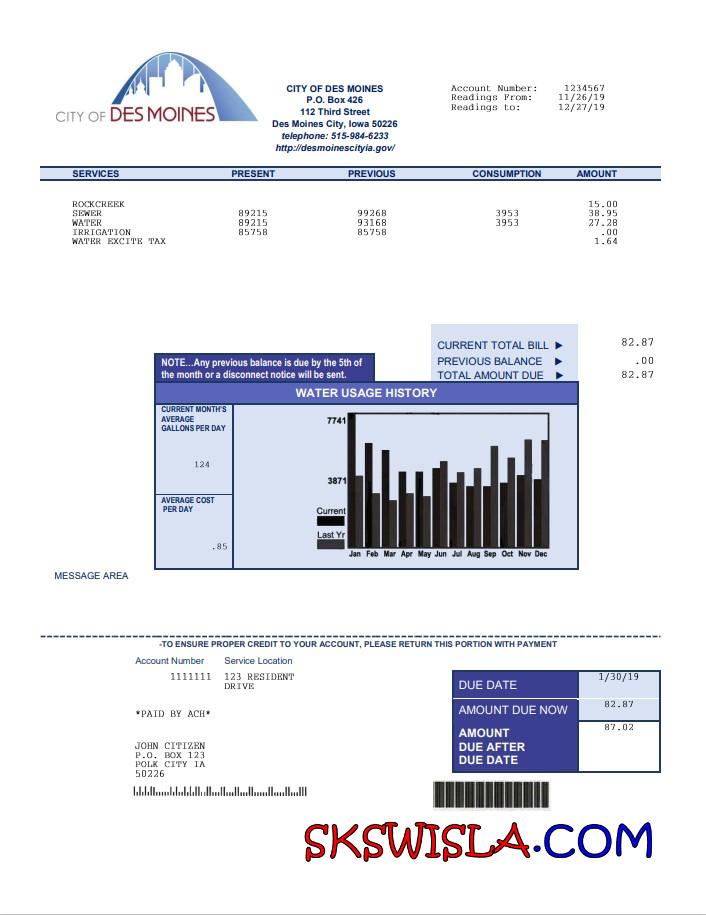 CITY OF DES MOINES
CITY OF DES MOINES
P.O. Box 426
112 Third Street
Des Moines City, Iowa 50226
telephone: 515-984-6233
http://desmoinescityia.gov/
Account Number: 1234567
Readings From: 11/26/19
Readings to: 12/27/19
SERVICES PRESENT PREVIOUS CONSUMPTION AMOUNT
ROCKCREEK 15.00
SEWER 89215 99268 3953 38.95
WATER 89215 93168 3953 27.28
IRRIGATION 85758 85758 .00
WATER EXCITE TAX 1.64
CURRENT TOTAL BILL ► 82.87
PREVIOUS BALANCE ► .00
TOTAL AMOUNT DUE ► 82.87
NOTE...Any previous balance is due by the 5th of
the month or a disconnect notice will be sent.
WATER USAGE HISTORY
CURRENT MONTH'S
AVERAGE
GALLONS PER DAY
124
AVERAGE COST
PER DAY
.85
7741
3871
Current
Last Yr
Jan Feb Mar Apr May Jun Jul Aug Sep Oct Nov Dec
MESSAGE AREA
-TO ENSURE PROPER CREDIT TO YOUR ACCOUNT, PLEASE RETURN THIS PORTION WITH PAYMENT
Account Number Service Location
1111111 123 RESIDENT
DRIVE
*PAID BY ACH*
JOHN CITIZEN
P.O. BOX 123
POLK CITY IA
50226
DUE DATE 1/30/19
AMOUNT DUE NOW 82.87
AMOUNT 87.02
DUE AFTER
DUE DATE
SKSWISLA.COM